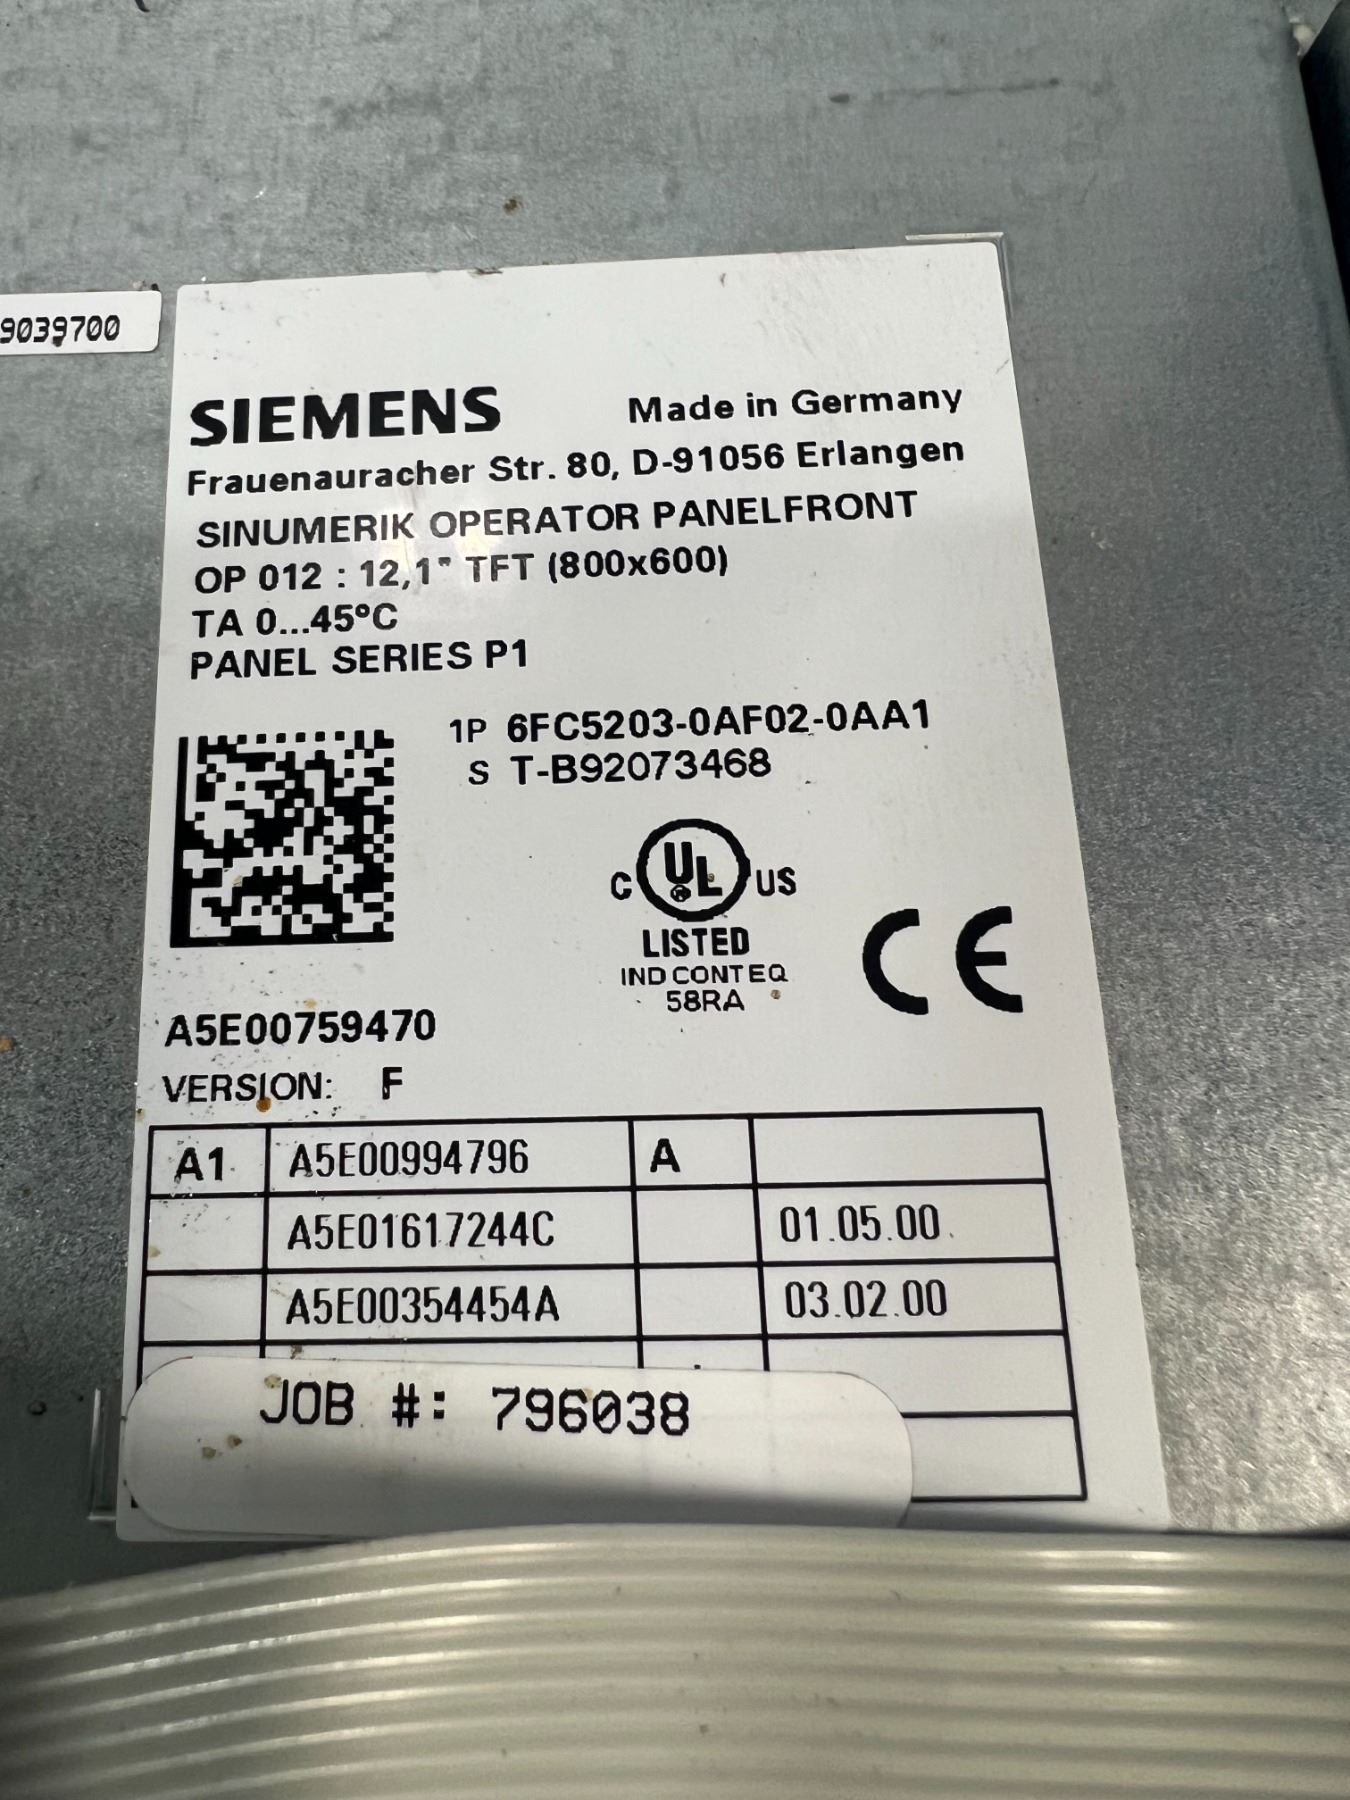 9039700
SIEMENS Made in Germany
Frauenauracher Str. 80, D-91056 Erlangen
SINUMERIK OPERATOR PANELFRONT
OP 012 : 12,1" TFT (800x600)
TA 0...45°C
PANEL SERIES P1
1P 6FC5203-0AF02-0AA1
S T-B92073468
C UL US
LISTED
IND CONT EQ
58RA
CE
A5E00759470
VERSION: F
A1 A5E00994796 A
A5E01617244C 01.05.00
A5E00354454A 03.02.00
JOB #: 796038